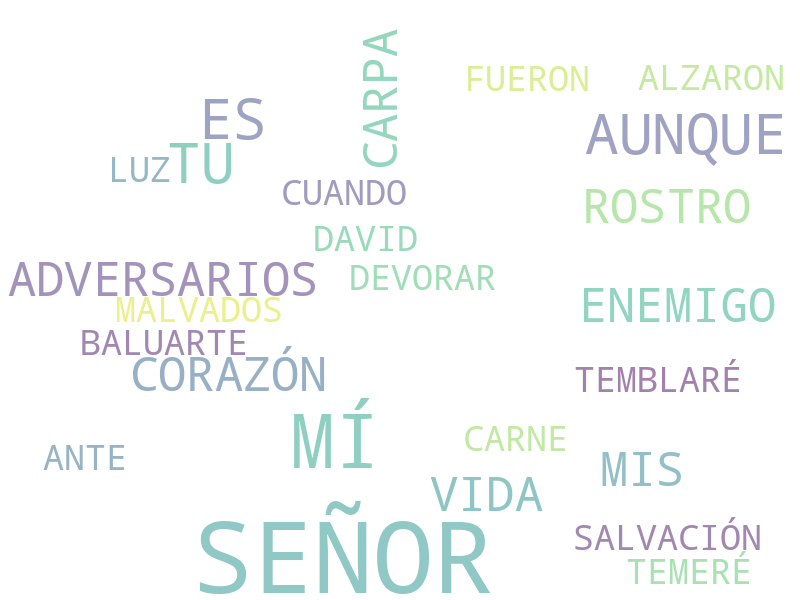 CARPA
FUERON
ALZARON
ES
AUNQUE
LUZ
TU
CUANDO
ROSTRO
DAVID
ADVERSARIOS
DEVORAR
MALVADOS
ENEMIGO
BALUARTE
CORAZÓN
TEMBLARÉ
MÍ
CARNE
ANTE
MIS
VIDA
SEÑOR
SALVACIÓN
TEMERÉ